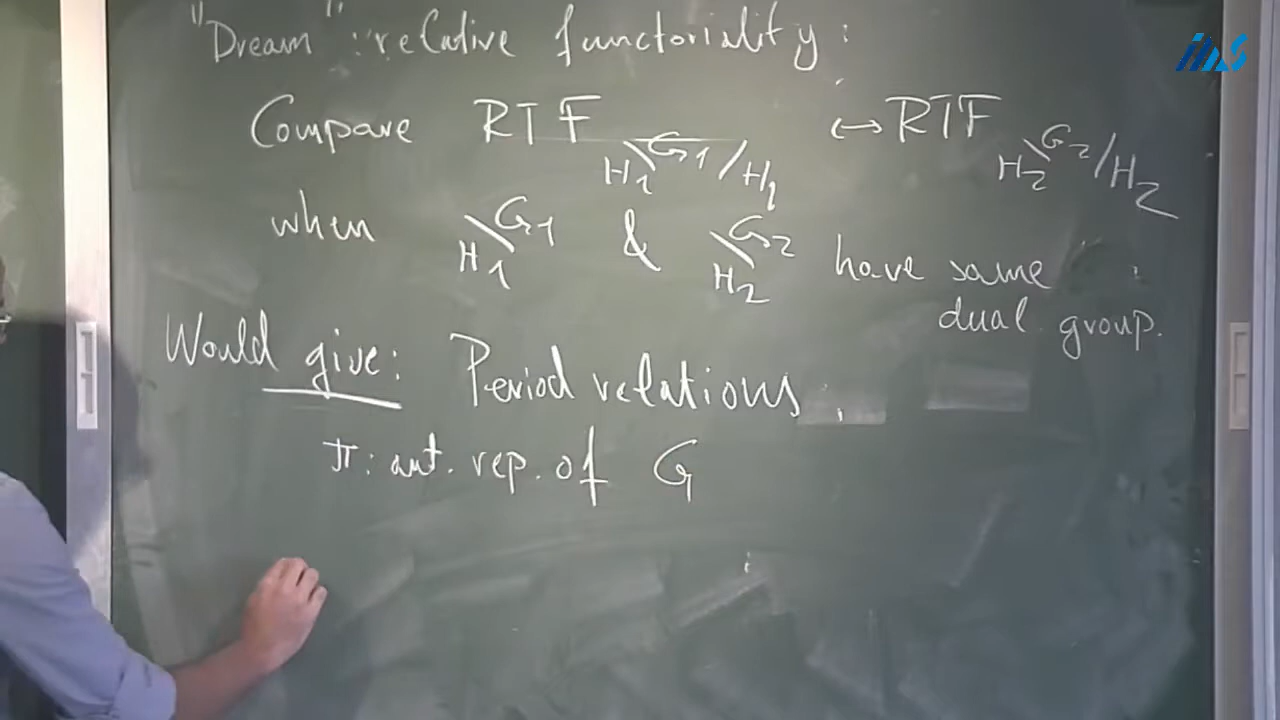 "Dream": relative functoriality:
ims
Compare RTF H₁\G₁/H₁ ↔ RTF H₂\G₂/H₂
when H₁\G₁ & H₂\G₂ have same
dual group.
Would give: Period relations:
π: aut. rep. of G